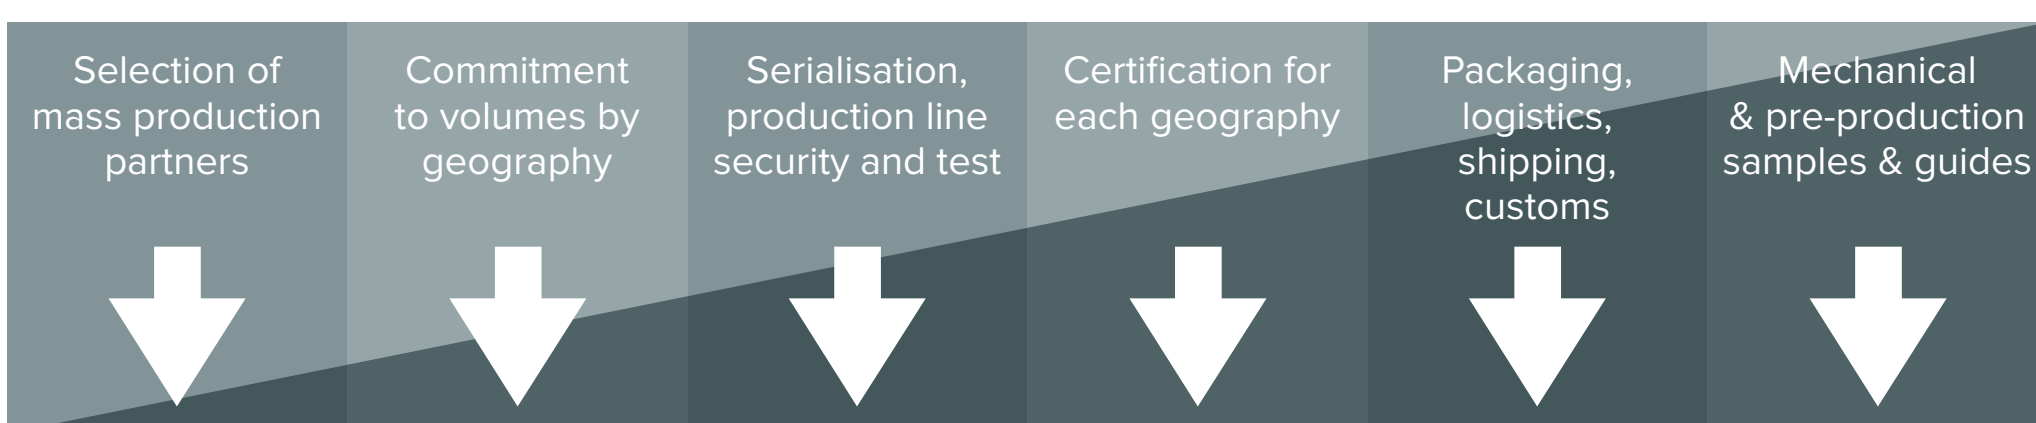 Selection of
mass production
partners
Commitment
to volumes by
geography
Serialisation,
production line
security and test
Certification for
each geography
Packaging,
logistics,
shipping,
customs
Mechanical
& pre-production
samples & guides